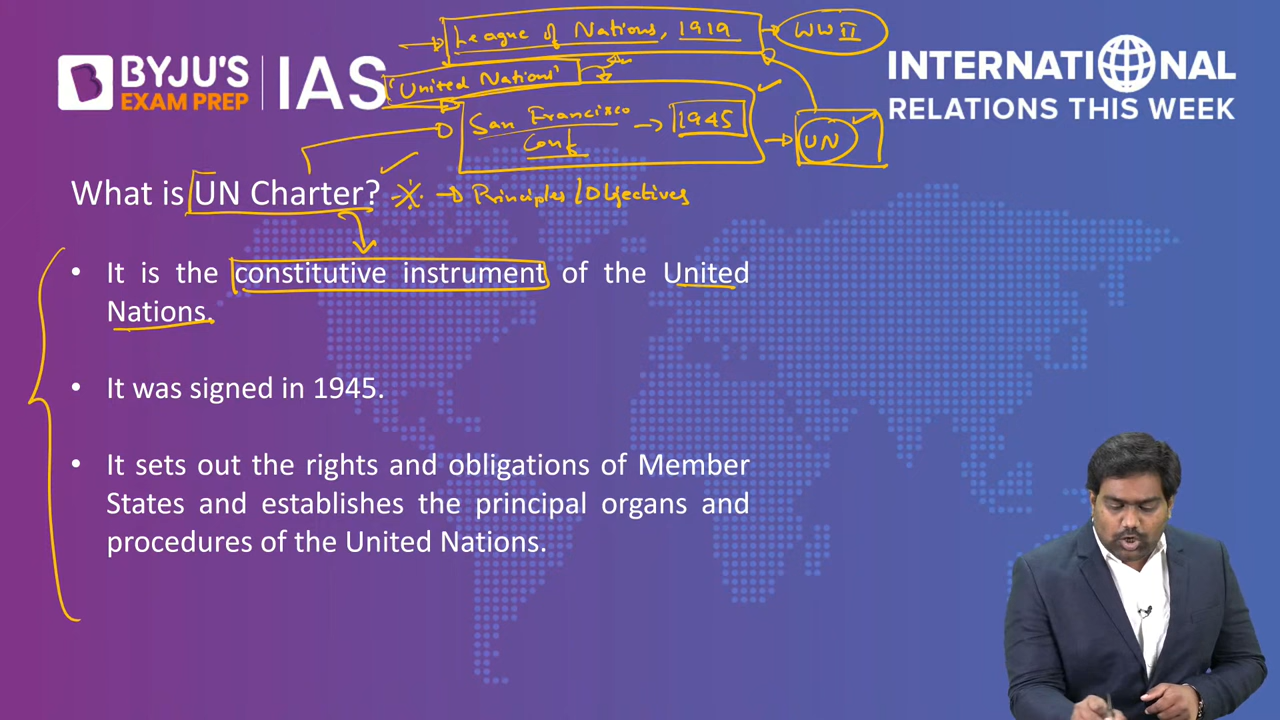 League of Nations, 1919 → WW II
BYJU'S
EXAM PREP
IAS
INTERNATIONAL
RELATIONS THIS WEEK
'United Nations'
San Francisco
Conf → 1945 → UN
What is UN Charter? → Principles/Objectives
• It is the constitutive instrument of the United
Nations.
• It was signed in 1945.
• It sets out the rights and obligations of Member
States and establishes the principal organs and
procedures of the United Nations.